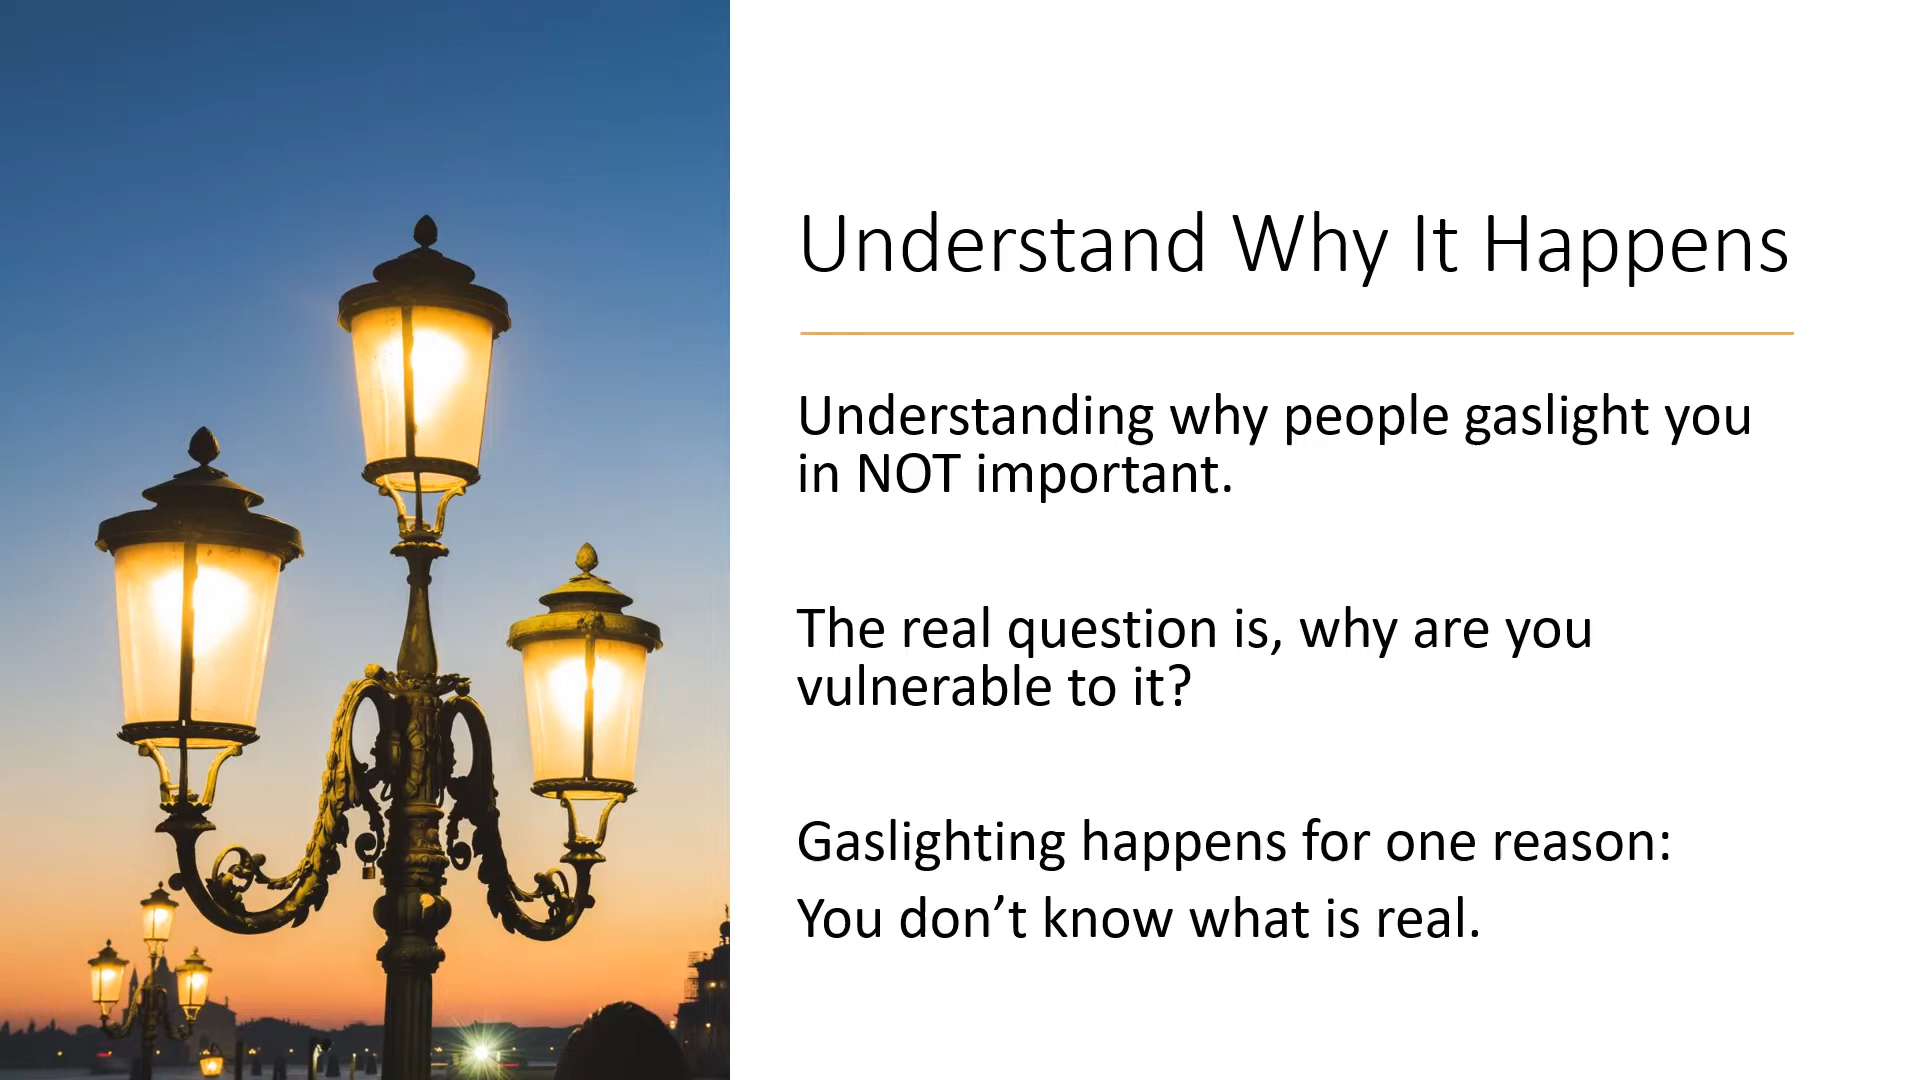 Understand Why It Happens
Understanding why people gaslight you
in NOT important.
The real question is, why are you
vulnerable to it?
Gaslighting happens for one reason:
You don’t know what is real.